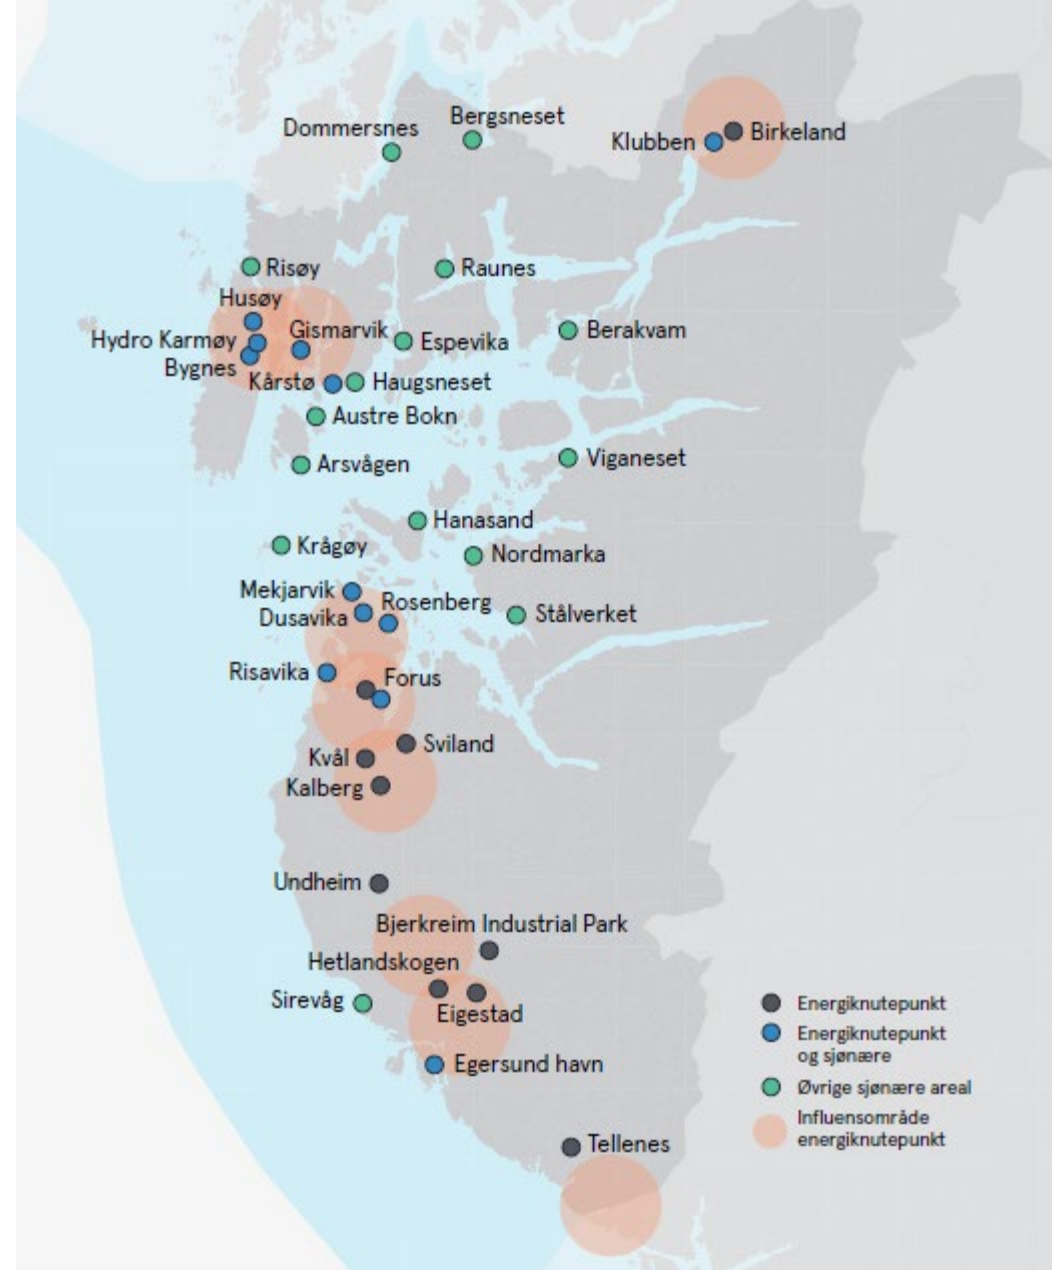 Bergsneset
Dommersnes
Klubben
Birkeland
Risøy
Raunes
Husøy
Gismarvik
Berakvam
Hydro Karmøy
Espevika
Bygnes
Kårstø
Haugsneset
Austre Bokn
Arsvågen
Viganeset
Hanasand
Krågøy
Nordmarka
Mekjarvik
Rosenberg
Dusavika
Stålverket
Risavika
Forus
Sviland
Kvål
Kalberg
Undheim
Bjerkreim Industrial Park
Hetlandskogen
Sirevåg
Eigestad
Egersund havn
Tellenes
Energiknutepunkt
Energiknutepunkt
og sjønære
Øvrige sjønære areal
Influensområde
energiknutepunkt